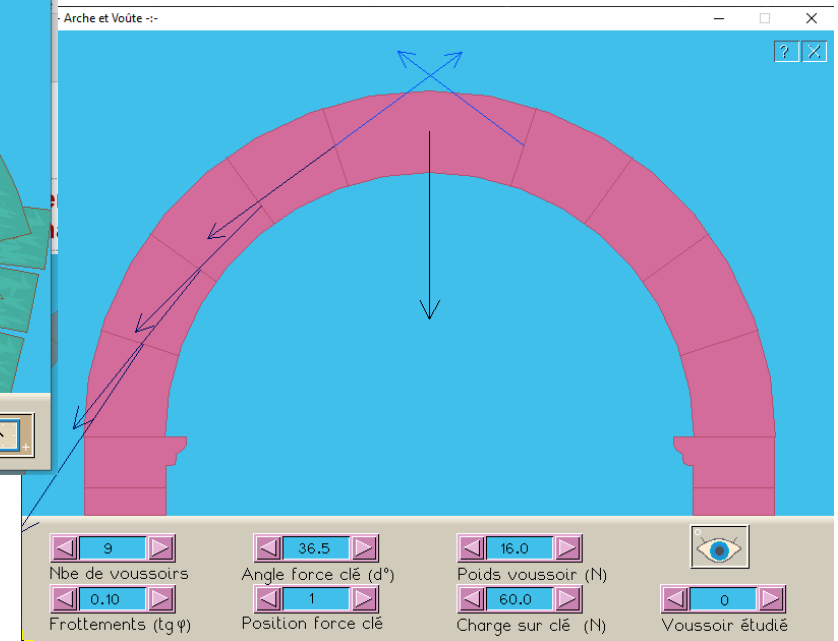 - Arche et Voûte -:-
?
9
36.5
16.0
Nbe de voussoirs
Angle force clé (d°)
Poids voussoir (N)
0.10
1
60.0
0
Frottements (tg φ)
Position force clé
Charge sur clé (N)
Voussoir étudié